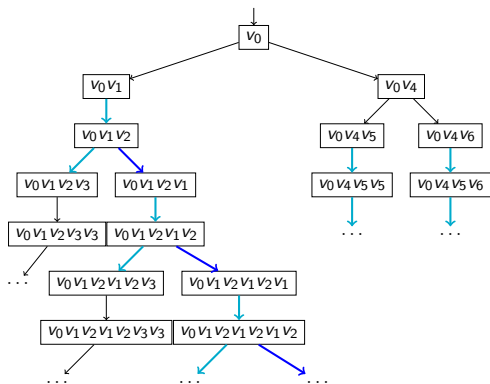 v₀
v₀v₁ v₀v₄
v₀v₁v₂ v₀v₄v₅ v₀v₄v₆
v₀v₁v₂v₃ v₀v₁v₂v₁ v₀v₄v₅v₅ v₀v₄v₅v₆
v₀v₁v₂v₃v₃ v₀v₁v₂v₁v₂ ... ...
... v₀v₁v₂v₁v₂v₃ v₀v₁v₂v₁v₂v₁
v₀v₁v₂v₁v₂v₃v₃ v₀v₁v₂v₁v₂v₁v₂
... ... ...